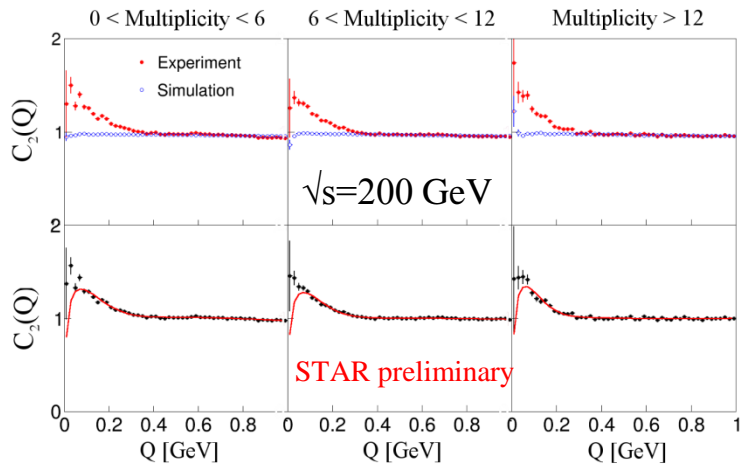 0 < Multiplicity < 6
6 < Multiplicity < 12
Multiplicity > 12
2
Experiment
Simulation
C₂(Q)
1
√s=200 GeV
2
C₂(Q)
1
STAR preliminary
0
0 0.2 0.4 0.6 0.8
0 0.2 0.4 0.6 0.8
0 0.2 0.4 0.6 0.8 1
Q [GeV]
Q [GeV]
Q [GeV]